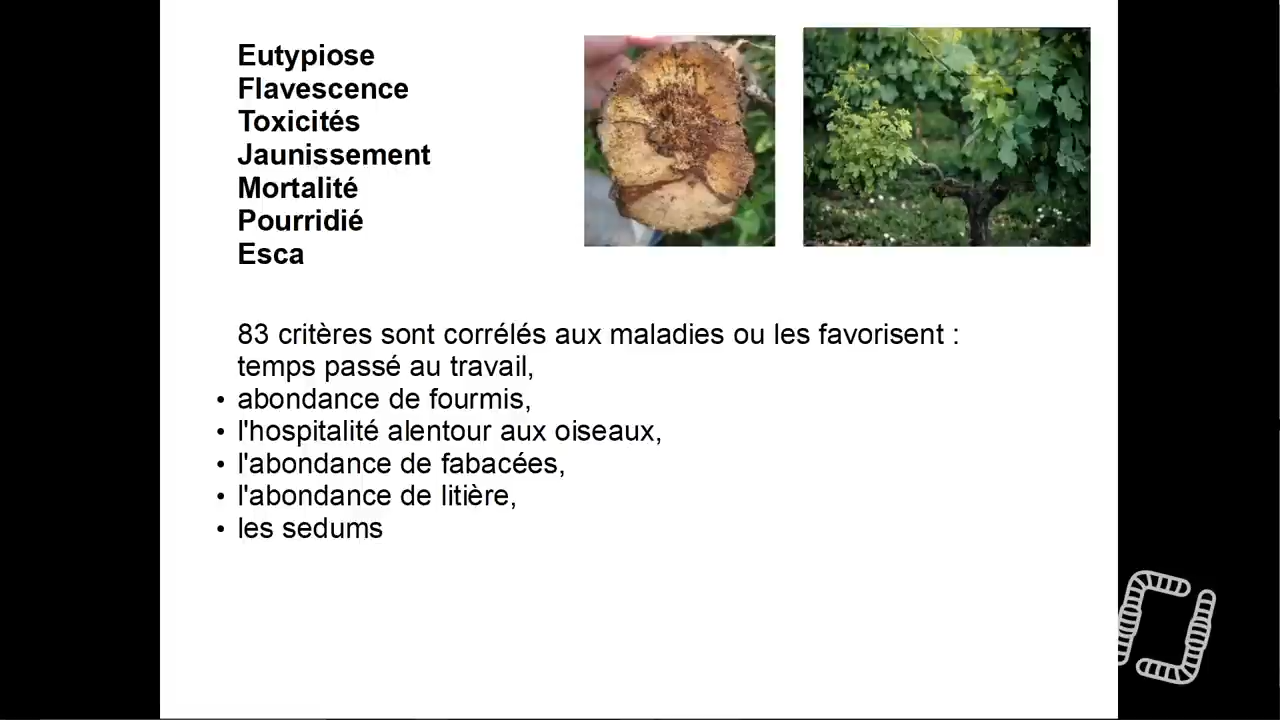 Eutypiose
Flavescence
Toxicités
Jaunissement
Mortalité
Pourridié
Esca
83 critères sont corrélés aux maladies ou les favorisent :
temps passé au travail,
• abondance de fourmis,
• l'hospitalité alentour aux oiseaux,
• l'abondance de fabacées,
• l'abondance de litière,
• les sedums